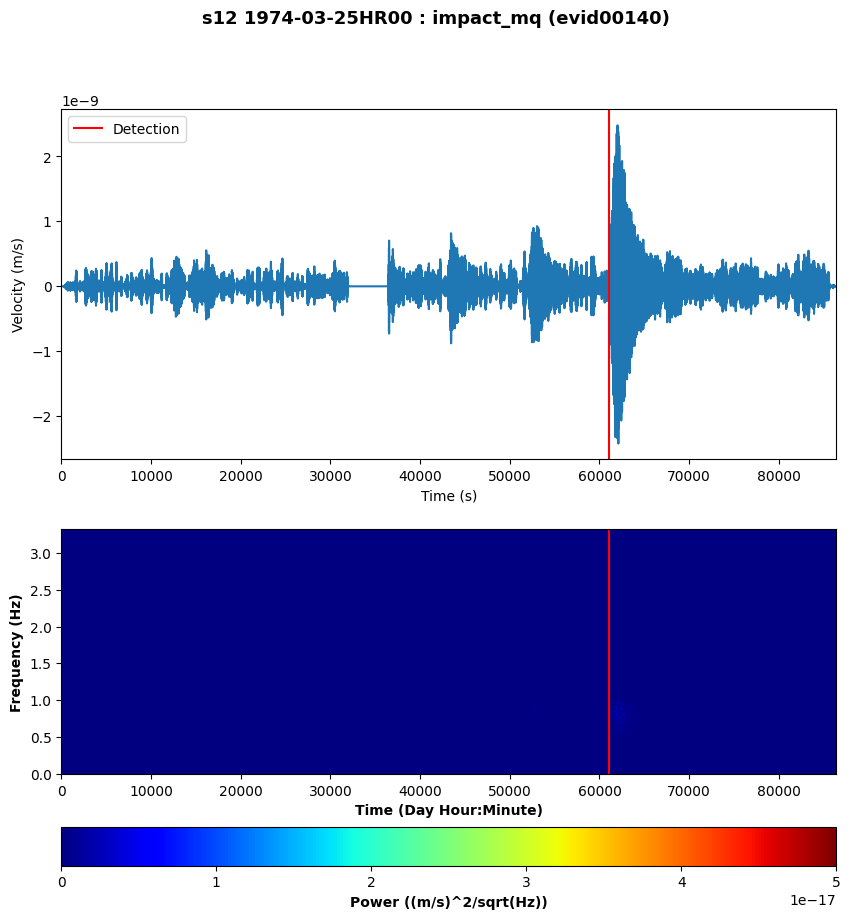 s12 1974-03-25HR00 : impact_mq (evid00140)
1e−9
Detection
Velocity (m/s)
2
1
0
−1
−2
0 10000 20000 30000 40000 50000 60000 70000 80000
Time (s)
Frequency (Hz)
3.0
2.5
2.0
1.5
1.0
0.5
0.0
0 10000 20000 30000 40000 50000 60000 70000 80000
Time (Day Hour:Minute)
0 1 2 3 4 5
1e−17
Power ((m/s)^2/sqrt(Hz))